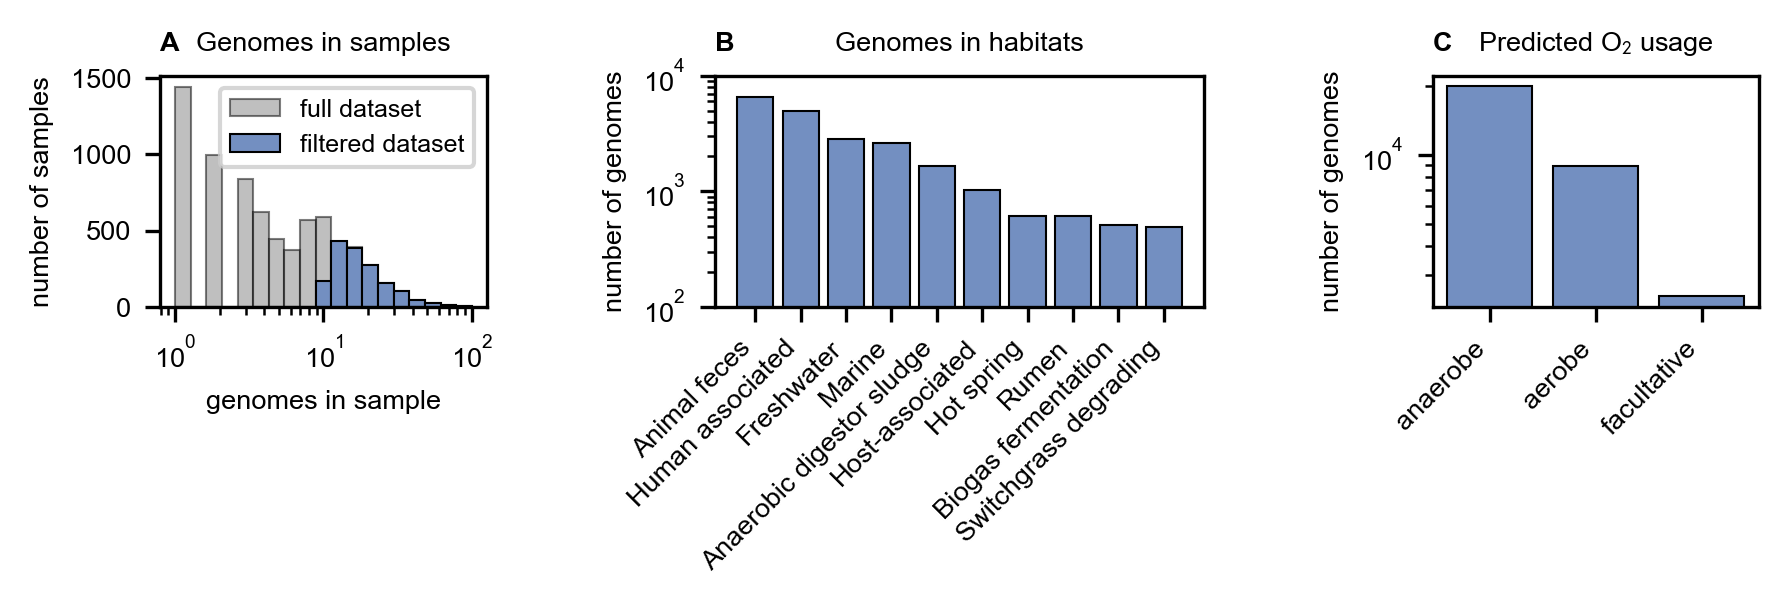 A Genomes in samples
number of samples
1500
1000
500
0
full dataset
filtered dataset
10^0 10^1 10^2
genomes in sample
B Genomes in habitats
number of genomes
10^4
10^3
10^2
Animal feces
Human associated
Freshwater
Marine
Anaerobic digestor sludge
Host-associated
Hot spring
Rumen
Biogas fermentation
Switchgrass degrading
C Predicted O₂ usage
number of genomes
10^4
anaerobe
aerobe
facultative